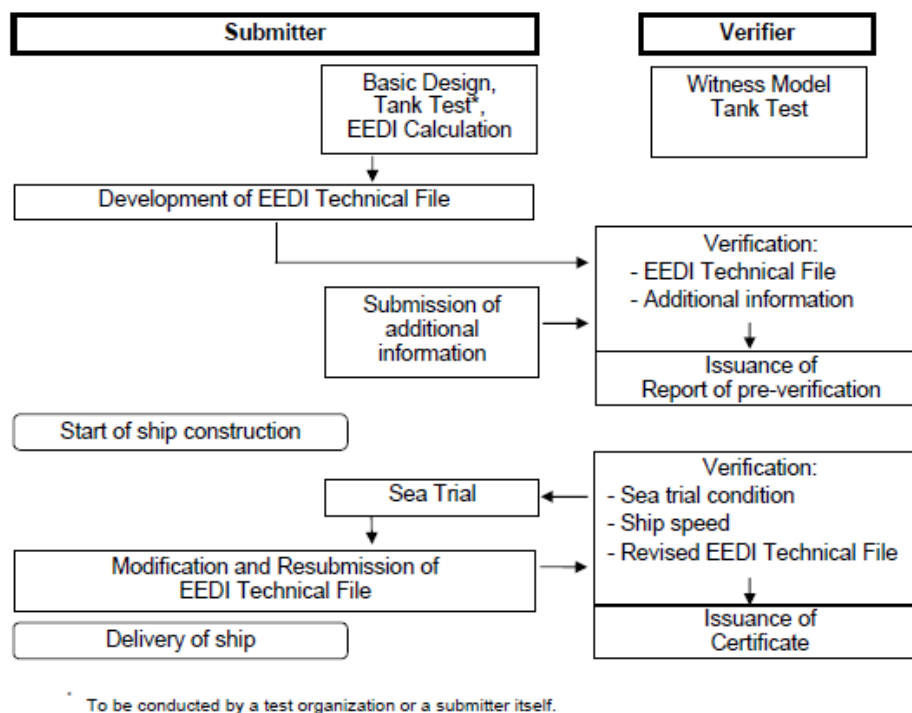 Submitter
Verifier
Basic Design,
Tank Test*,
EEDI Calculation
Witness Model
Tank Test
Development of EEDI Technical File
Verification:
- EEDI Technical File
- Additional information
Submission of
additional
information
Issuance of
Report of pre-verification
Start of ship construction
Verification:
- Sea trial condition
- Ship speed
- Revised EEDI Technical File
Sea Trial
Modification and Resubmission of
EEDI Technical File
Issuance of
Certificate
Delivery of ship
* To be conducted by a test organization or a submitter itself.